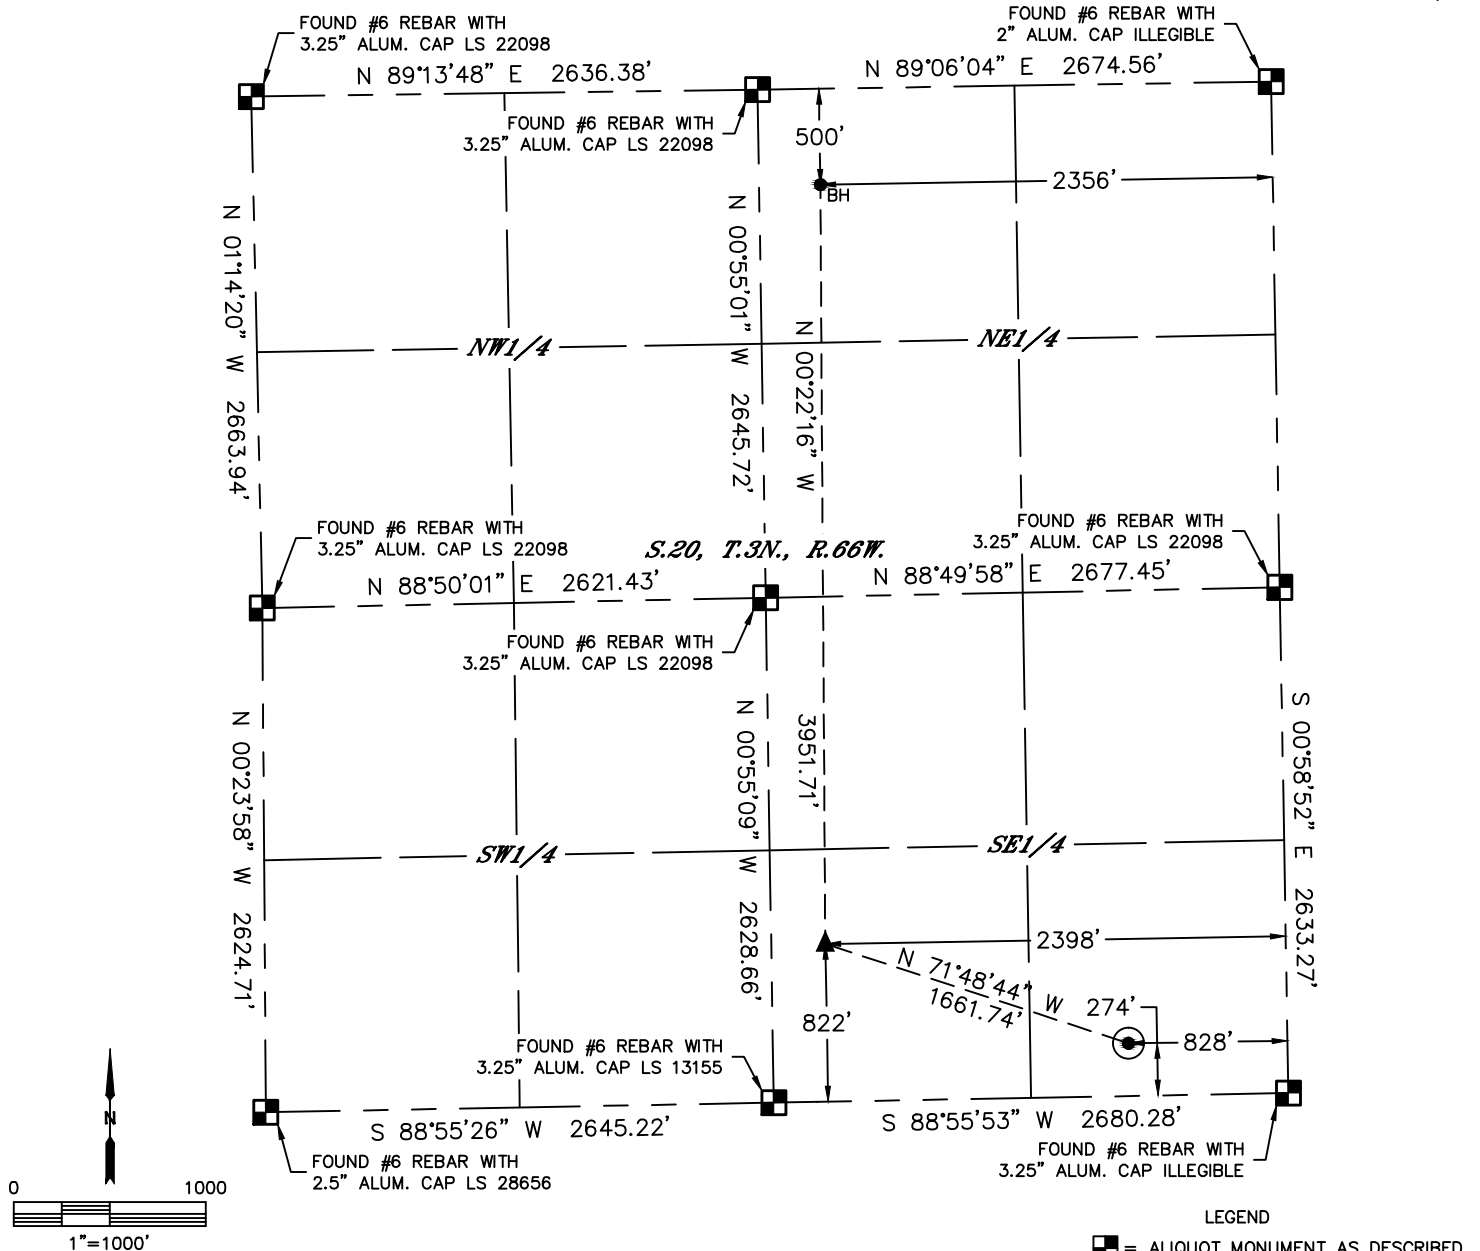 FOUND #6 REBAR WITH
3.25" ALUM. CAP LS 22098
FOUND #6 REBAR WITH
2" ALUM. CAP ILLEGIBLE
N 89°13'48" E 2636.38'
N 89°06'04" E 2674.56'
FOUND #6 REBAR WITH
3.25" ALUM. CAP LS 22098
500'
2356'
BH
N 01°14'20" W 2663.94'
N 00°55'01" W 2645.72'
N 00°22'16" W
NW1/4
NE1/4
FOUND #6 REBAR WITH
3.25" ALUM. CAP LS 22098
S.20, T.3N., R.66W.
FOUND #6 REBAR WITH
3.25" ALUM. CAP LS 22098
N 88°50'01" E 2621.43'
N 88°49'58" E 2677.45'
FOUND #6 REBAR WITH
3.25" ALUM. CAP LS 22098
N 00°23'58" W 2624.71'
N 00°55'09" W 2628.66'
3951.71'
S 00°58'52" E 2633.27'
SW1/4
SE1/4
2398'
N 71°48'44" W
1661.74'
274'
822'
828'
FOUND #6 REBAR WITH
3.25" ALUM. CAP LS 13155
S 88°55'26" W 2645.22'
S 88°55'53" W 2680.28'
FOUND #6 REBAR WITH
2.5" ALUM. CAP LS 28656
FOUND #6 REBAR WITH
3.25" ALUM. CAP ILLEGIBLE
N
0 1000
1"=1000'
LEGEND
= ALIQUOT MONUMENT AS DESCRIBED